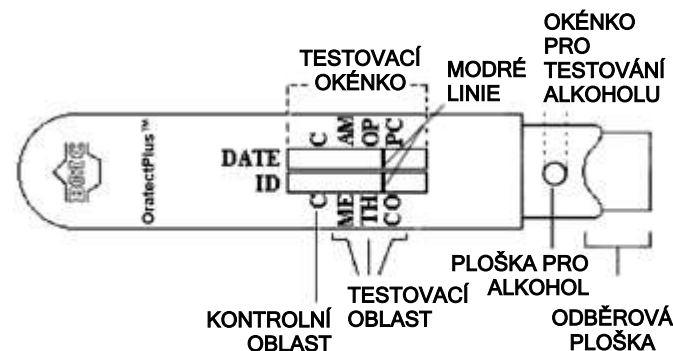 TESTOVACÍ
OKÉNKO
MODRÉ
LINIE
OKÉNKO
PRO
TESTOVÁNÍ
ALKOHOLU
C AM OP PC
DATE
ID
C ME TH CO
OratectPlus™
KONTROLNÍ
OBLAST
TESTOVACÍ
OBLAST
PLOŠKA PRO
ALKOHOL
ODBĚROVÁ
PLOŠKA